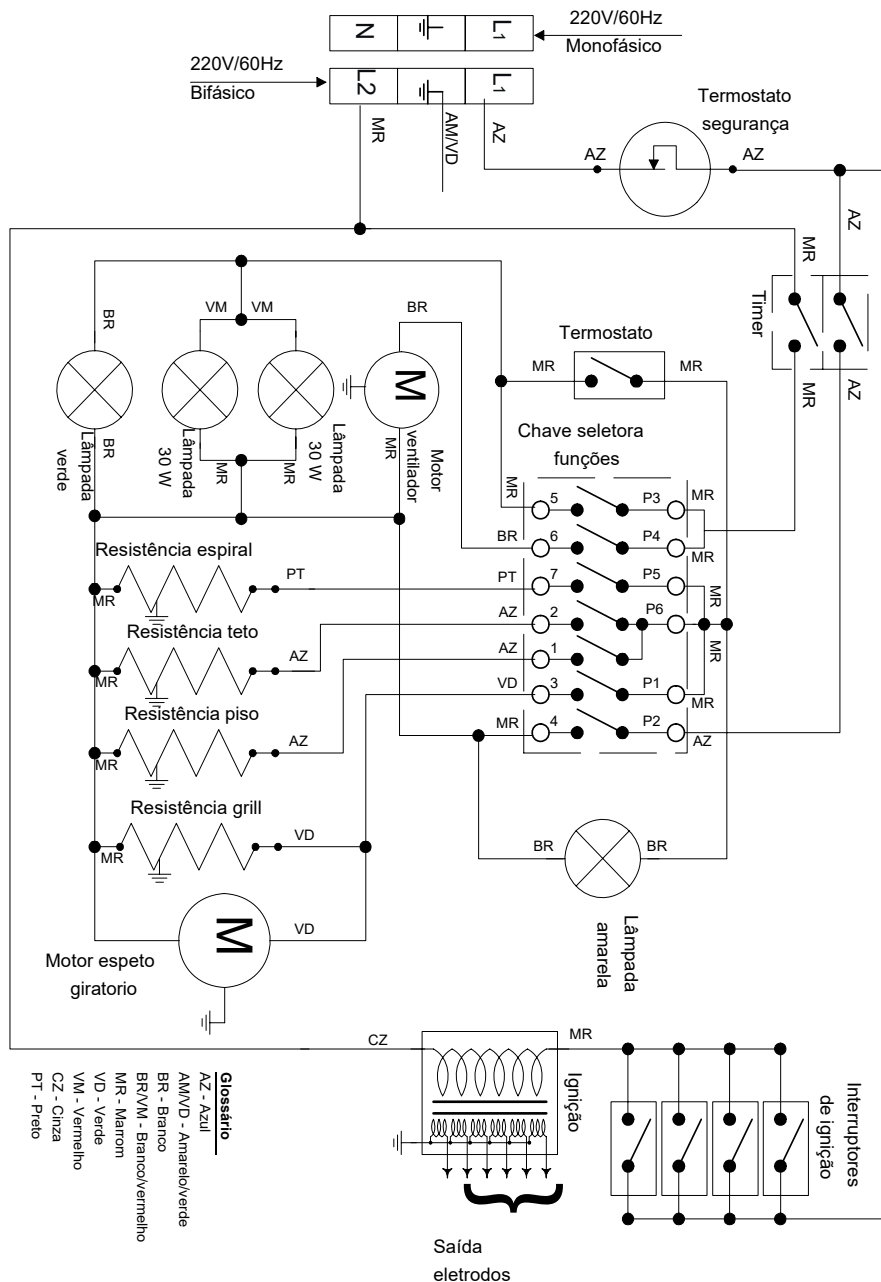 N
L1
220V/60Hz
Monofásico
220V/60Hz
Bifásico
L2
L1
MR
AM/VD
AZ
Termostato
segurança
AZ
AZ
AZ
MR
Timer
MR
AZ
BR
VM
VM
BR
Lâmpada
verde
BR
Lâmpada
30 W
MR
MR
Lâmpada
30 W
M
Motor
ventilador
MR
Termostato
MR
MR
Chave seletora
funções
MR
5
P3
MR
BR
6
P4
MR
Resistência espiral
MR
PT
PT
7
P5
MR
Resistência teto
MR
AZ
AZ
2
P6
MR
AZ
1
Resistência piso
MR
AZ
VD
3
P1
MR
MR
4
P2
AZ
Resistência grill
MR
VD
BR
BR
Lâmpada
amarela
M
VD
Motor espeto
giratorio
CZ
MR
Ignição
Interruptores
de ignição
Saída
eletrodos
Glossário
AZ - Azul
AM/VD - Amarelo/verde
BR - Branco
BR/VM - Branco/vermelho
MR - Marrom
VD - Verde
VM - Vermelho
CZ - Cinza
PT - Preto